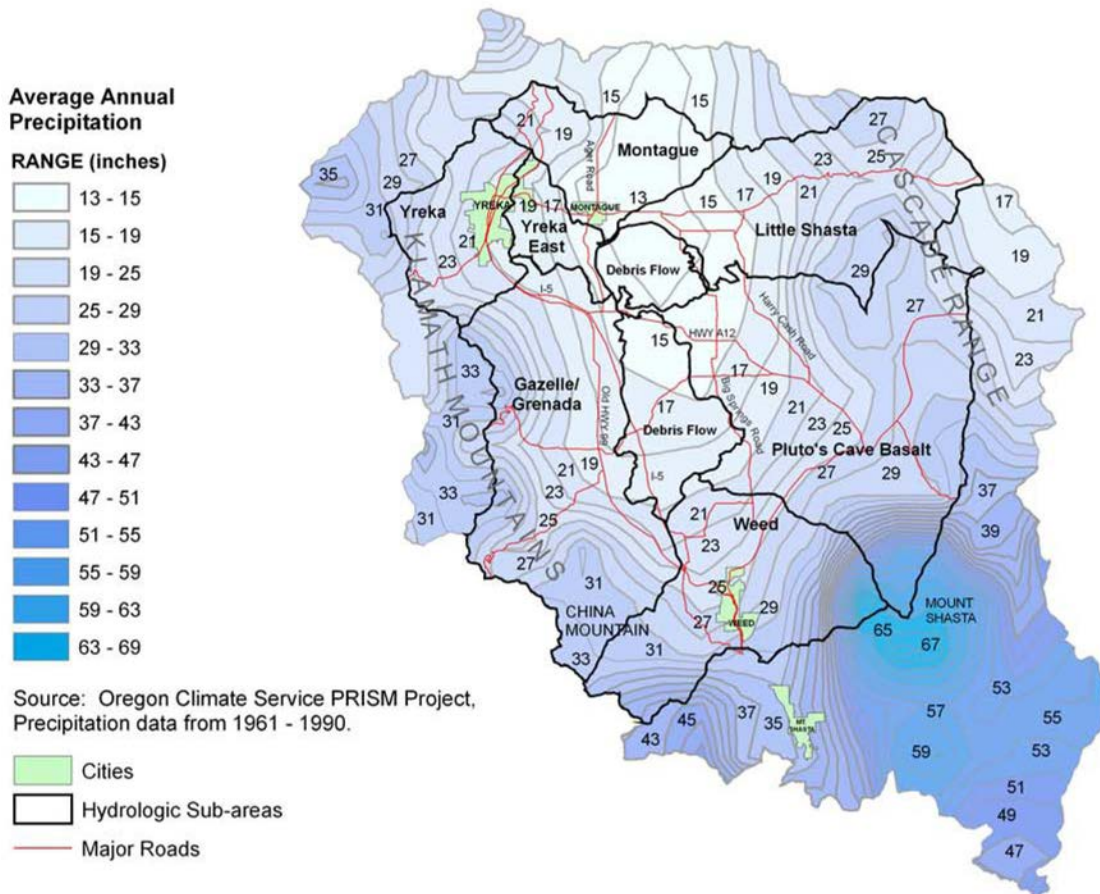 Average Annual
Precipitation
RANGE (inches)
13 - 15
15 - 19
19 - 25
25 - 29
29 - 33
33 - 37
37 - 43
43 - 47
47 - 51
51 - 55
55 - 59
59 - 63
63 - 69
Source: Oregon Climate Service PRISM Project,
Precipitation data from 1961 - 1990.
Cities
Hydrologic Sub-areas
Major Roads
15
15
21
19
27
Montague
27
23
25
35
29
31
19
21
Ager Road
13
15
17
17
Yreka
YREKA
19
17
MONTAGUE
Yreka
East
Little Shasta
21
23
Debris Flow
29
19
27
I-5
HWY A12
Harry Cash Road
21
23
15
33
17
19
Gazelle/
Grenada
Old HWY 99
17
Big Springs Road
21
23
25
31
Debris Flow
Pluto's Cave Basalt
KLAMATH MOUNTAINS
CASCADE RANGE
21
19
I-5
27
29
33
23
37
31
25
21
Weed
39
23
27
31
25
29
CHINA
MOUNTAIN
27
WEED
MOUNT
SHASTA
65
67
33
31
53
45
37
35
MT
SHASTA
57
55
43
59
53
51
49
47